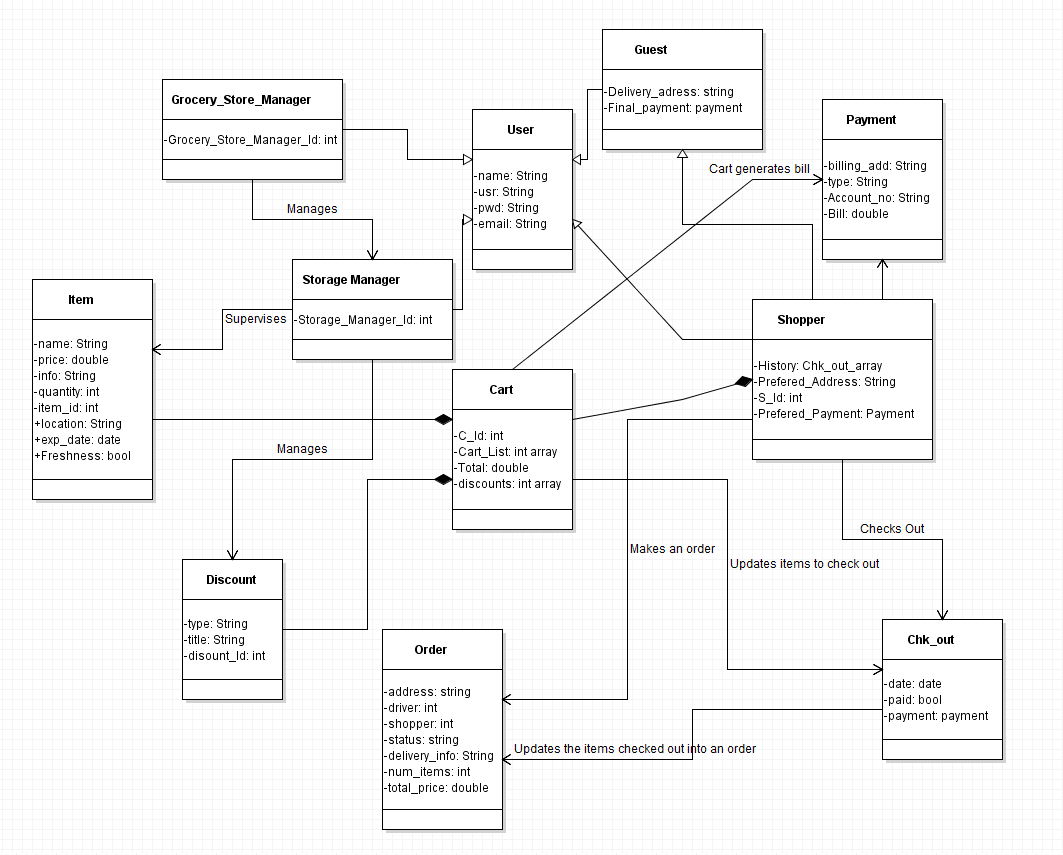 Guest
-Delivery_adress: string
-Final_payment: payment
Grocery_Store_Manager
-Grocery_Store_Manager_Id: int
User
-name: String
-usr: String
-pwd: String
-email: String
Payment
-billing_add: String
-type: String
-Account_no: String
-Bill: double
Cart generates bill
Manages
Storage Manager
-Storage_Manager_Id: int
Supervises
Item
-name: String
-price: double
-info: String
-quantity: int
-item_id: int
+location: String
+exp_date: date
+Freshness: bool
Shopper
-History: Chk_out_array
-Prefered_Address: String
-S_Id: int
-Prefered_Payment: Payment
Cart
-C_Id: int
-Cart_List: int array
-Total: double
-discounts: int array
Manages
Checks Out
Makes an order
Updates items to check out
Discount
-type: String
-title: String
-disount_Id: int
Order
-address: string
-driver: int
-shopper: int
-status: string
-delivery_info: String
-num_items: int
-total_price: double
Chk_out
-date: date
-paid: bool
-payment: payment
Updates the items checked out into an order